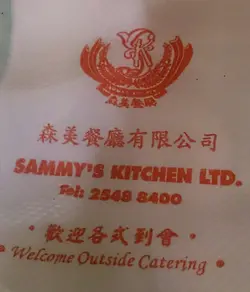 森美餐廳
森美餐廳有限公司
SAMMY'S KITCHEN LTD.
Tel: 2548 8400
• 歡迎各式到會 •
• Welcome Outside Catering •